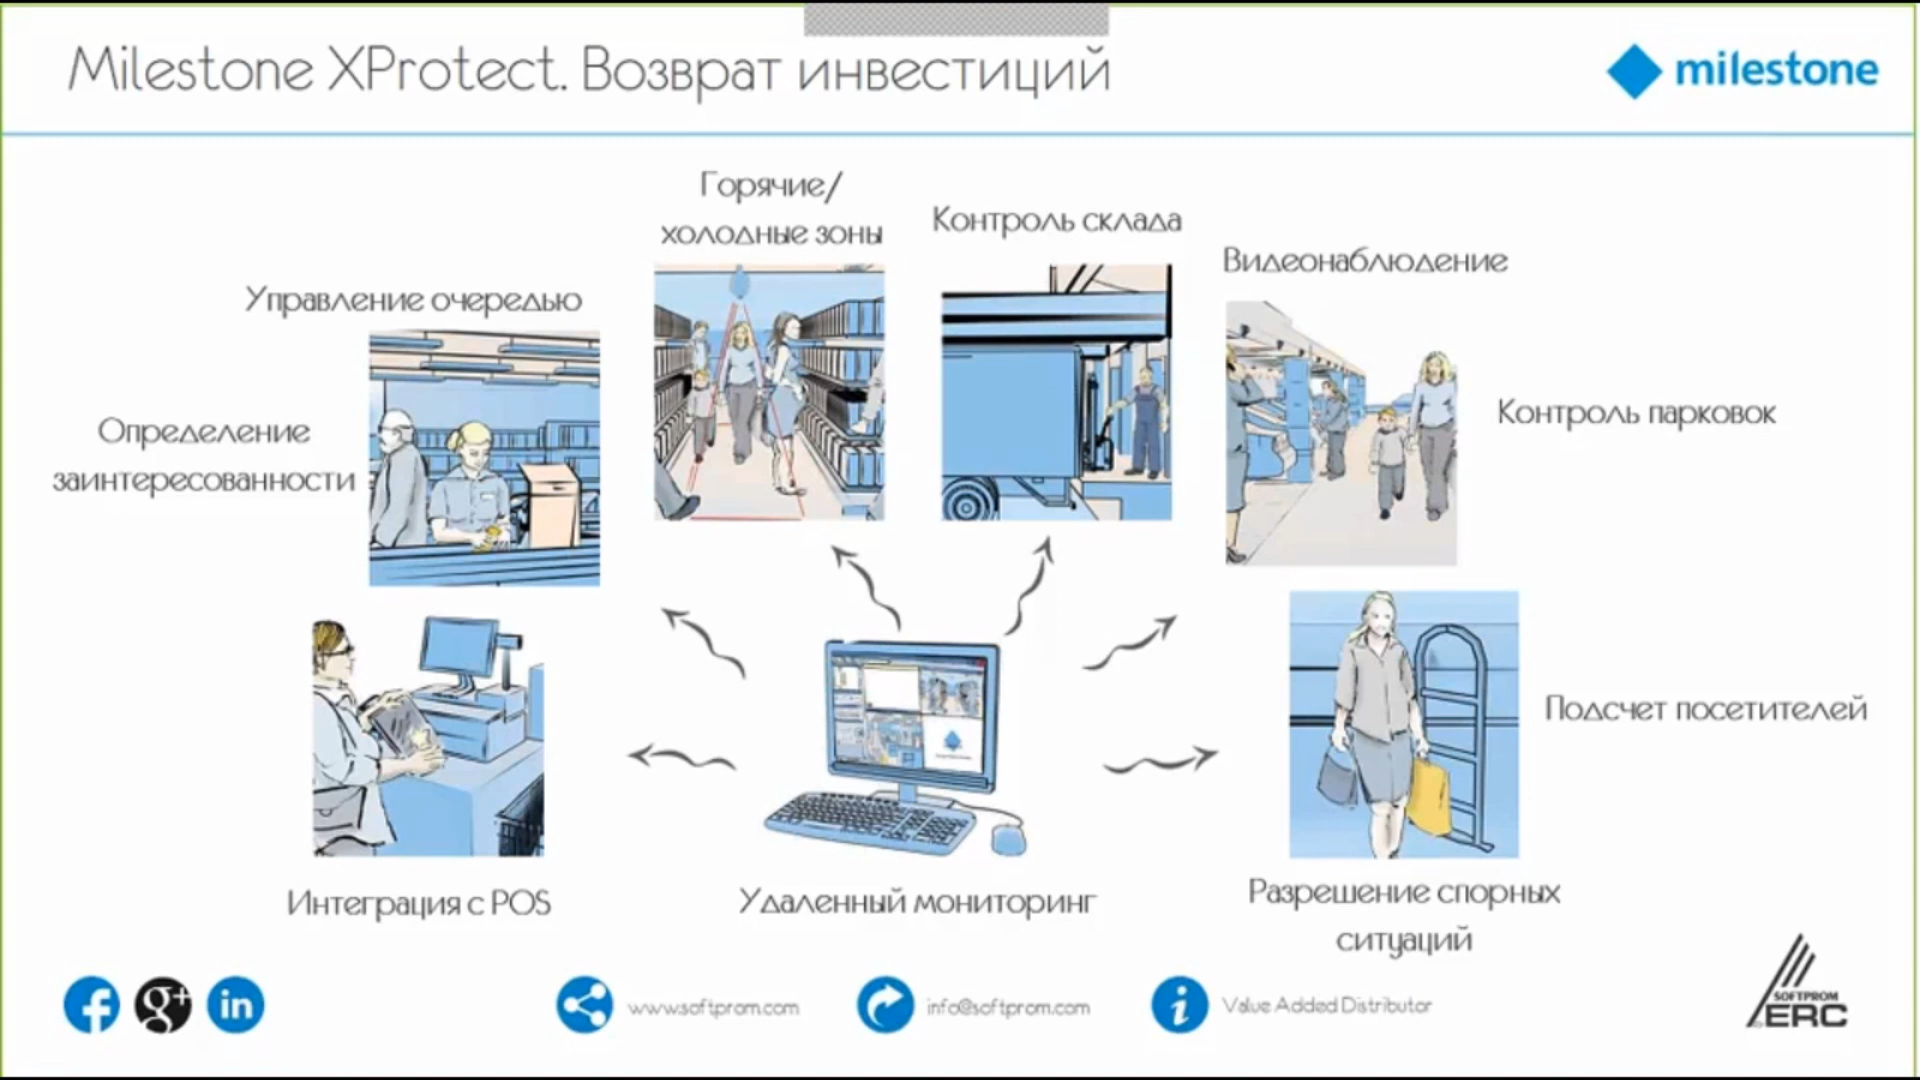 Milestone XProtect. Возврат инвестиций
milestone
Горячие/
холодные зоны
Контроль склада
Видеонаблюдение
Управление очередью
Контроль парковок
Определение
заинтересованности
Подсчет посетителей
Интеграция с POS
Удаленный мониторинг
Разрешение спорных
ситуаций
f
g+
in
www.softprom.com
info@softprom.com
i
Value Added Distributor
SOFTPROM
ERC